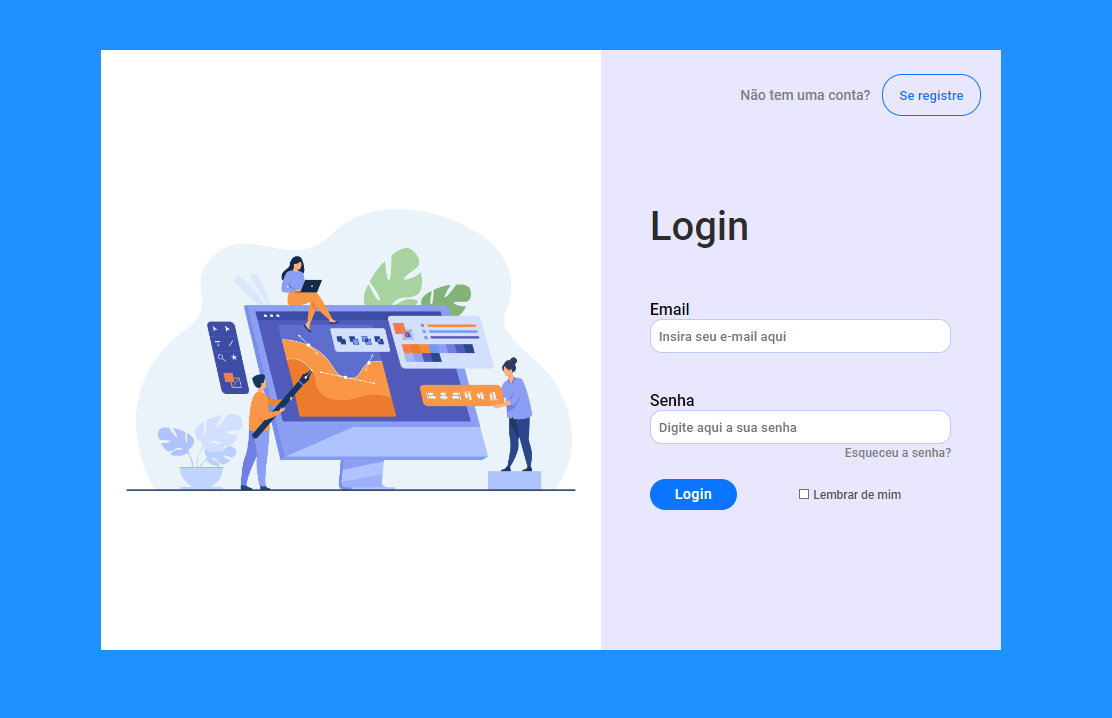 Não tem uma conta?
Se registre
Login
Email
Insira seu e-mail aqui
Senha
Digite aqui a sua senha
Esqueceu a senha?
Login
Lembrar de mim